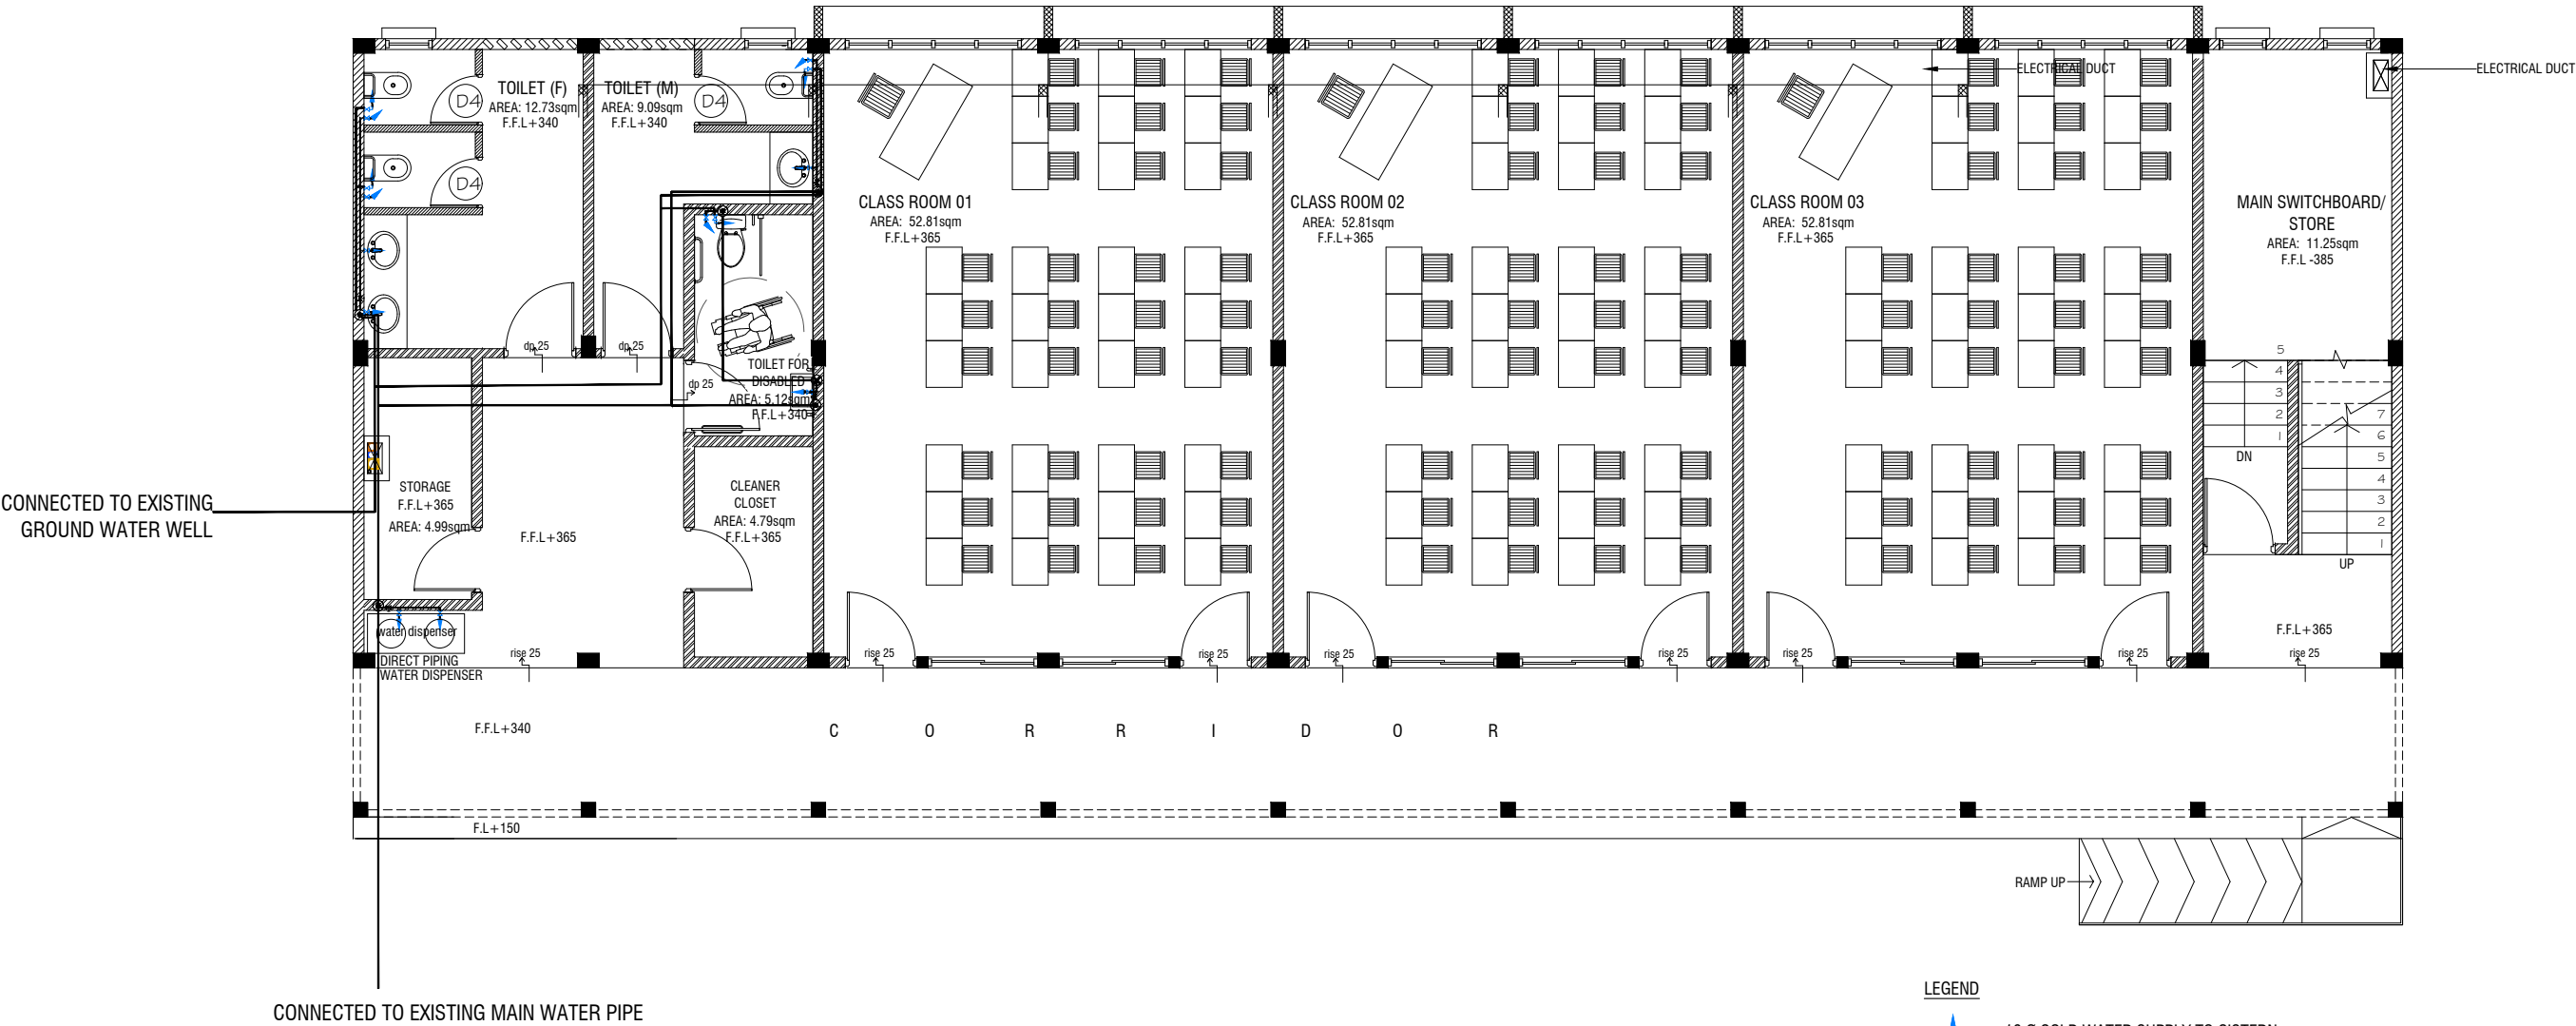 ELECTRICAL DUCT
ELECTRICAL DUCT
TOILET (F)
AREA: 12.73sqm
F.F.L+340
TOILET (M)
AREA: 9.09sqm
F.F.L+340
D4
D4
D4
CLASS ROOM 01
AREA: 52.81sqm
F.F.L+365
CLASS ROOM 02
AREA: 52.81sqm
F.F.L+365
CLASS ROOM 03
AREA: 52.81sqm
F.F.L+365
MAIN SWITCHBOARD/
STORE
AREA: 11.25sqm
F.F.L -385
dp 25
dp 25
dp 25
TOILET FOR
DISABLED
AREA: 5.12sqm
F.F.L+340
5
4
3
2
1
DN
7
6
5
4
3
2
1
UP
CONNECTED TO EXISTING
GROUND WATER WELL
STORAGE
F.F.L+365
AREA: 4.99sqm
F.F.L+365
CLEANER
CLOSET
AREA: 4.79sqm
F.F.L+365
water dispenser
DIRECT PIPING
WATER DISPENSER
rise 25
rise 25
rise 25
rise 25
rise 25
rise 25
rise 25
F.F.L+365
rise 25
F.F.L+340
C O R R I D O R
F.L+150
RAMP UP
CONNECTED TO EXISTING MAIN WATER PIPE
LEGEND